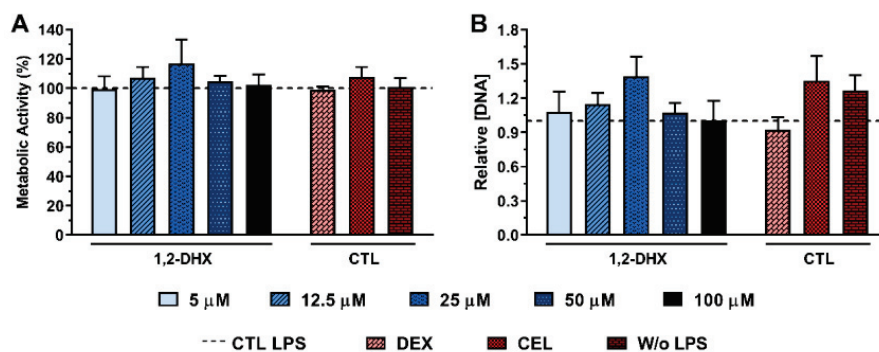 A
Metabolic Activity (%)
140
120
100
80
60
40
20
0
1,2-DHX
CTL
B
Relative [DNA]
1.8
1.5
1.2
0.9
0.6
0.3
0.0
1,2-DHX
CTL
5 μM 12.5 μM 25 μM 50 μM 100 μM
CTL LPS DEX CEL W/o LPS